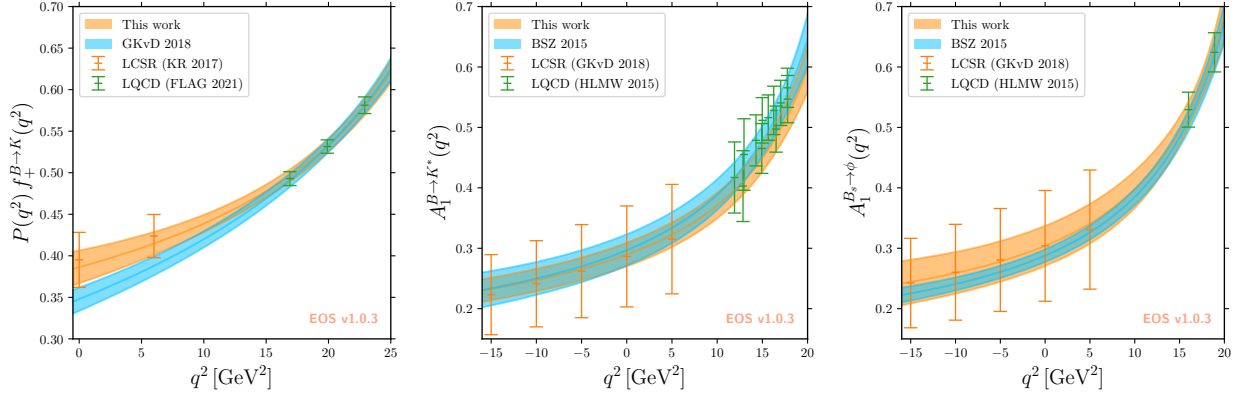 This work
GKvD 2018
LCSR (KR 2017)
LQCD (FLAG 2021)
0.70
0.65
0.60
0.55
0.50
0.45
0.40
0.35
0.30
P(q²) f₊^{B→K}(q²)
0 5 10 15 20 25
q² [GeV²]
EOS v1.0.3
This work
BSZ 2015
LCSR (GKvD 2018)
LQCD (HLMW 2015)
0.7
0.6
0.5
0.4
0.3
0.2
A₁^{B→K*}(q²)
−15 −10 −5 0 5 10 15 20
q² [GeV²]
EOS v1.0.3
This work
BSZ 2015
LCSR (GKvD 2018)
LQCD (HLMW 2015)
0.7
0.6
0.5
0.4
0.3
0.2
A₁^{Bₛ→ϕ}(q²)
−15 −10 −5 0 5 10 15 20
q² [GeV²]
EOS v1.0.3